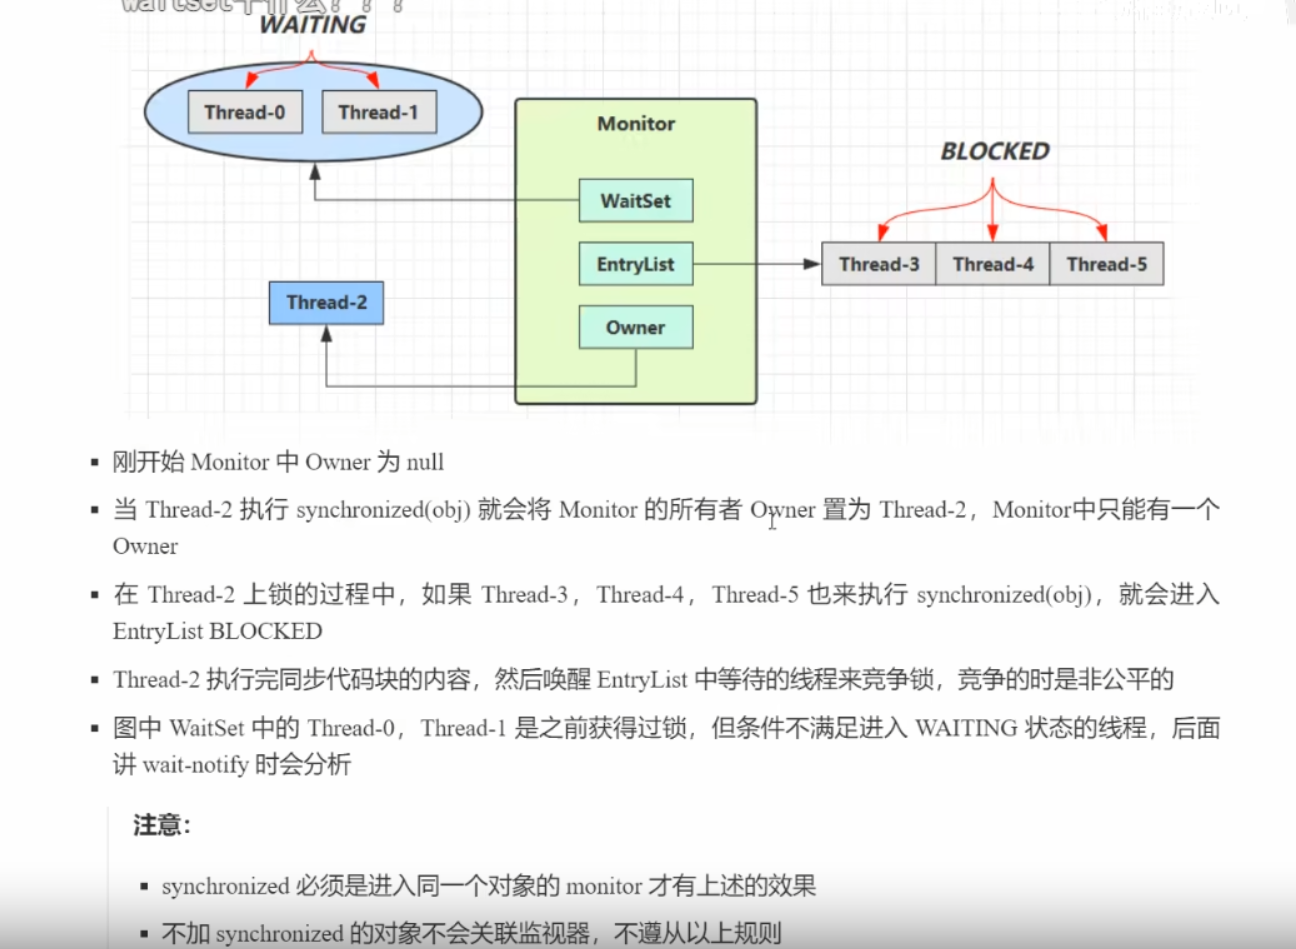 WAITING
Thread-0
Thread-1
Monitor
BLOCKED
WaitSet
EntryList
Thread-3
Thread-4
Thread-5
Thread-2
Owner
刚开始 Monitor 中 Owner 为 null
当 Thread-2 执行 synchronized(obj) 就会将 Monitor 的所有者 Owner 置为 Thread-2，Monitor中只能有一个
Owner
在 Thread-2 上锁的过程中，如果 Thread-3，Thread-4，Thread-5 也来执行 synchronized(obj)，就会进入
EntryList BLOCKED
Thread-2 执行完同步代码块的内容，然后唤醒 EntryList 中等待的线程来竞争锁，竞争的时是非公平的
图中 WaitSet 中的 Thread-0，Thread-1 是之前获得过锁，但条件不满足进入 WAITING 状态的线程，后面
讲 wait-notify 时会分析
注意：
synchronized 必须是进入同一个对象的 monitor 才有上述的效果
不加 synchronized 的对象不会关联监视器，不遵从以上规则